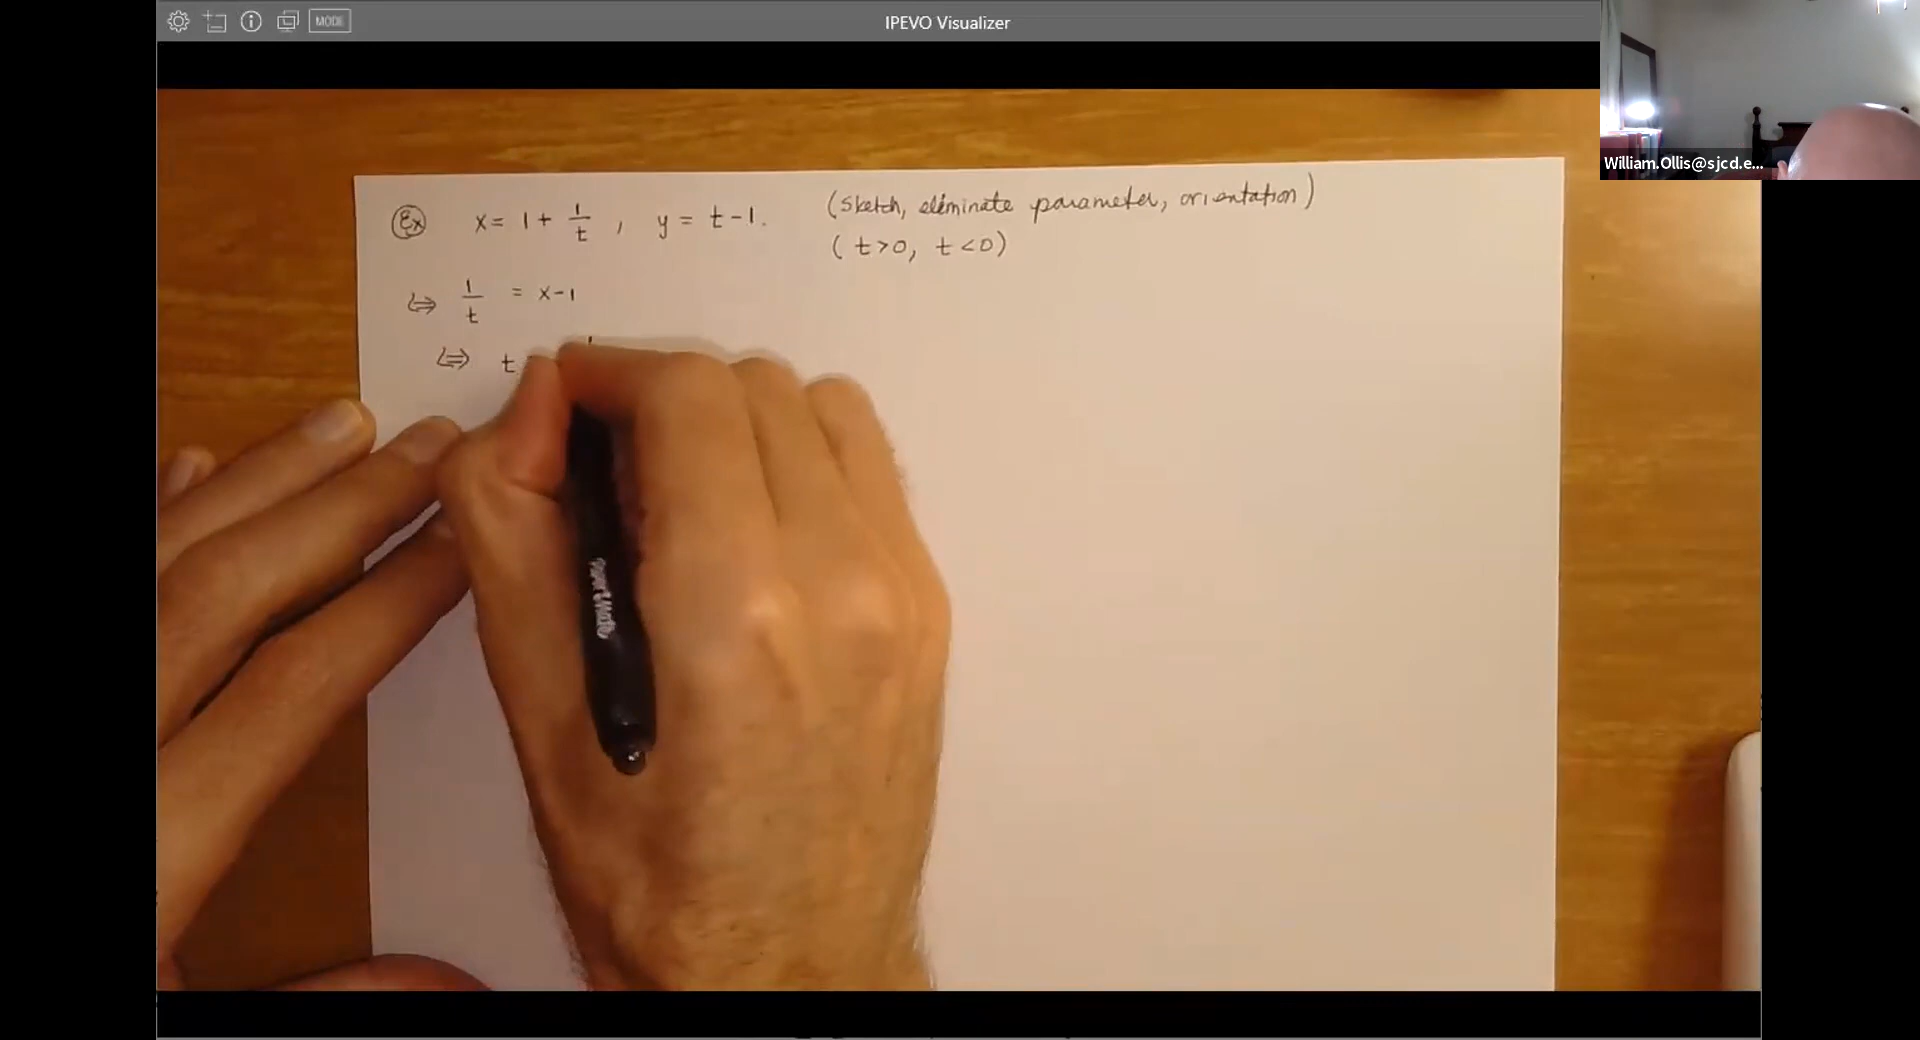 MODE
IPEVO Visualizer
William.Ollis@sjcd.e...
Ex x = 1 + 1/t , y = t - 1. (sketch, eliminate parameter, orientation)
(t > 0, t < 0)
⇔ 1/t = x - 1
⇔ t